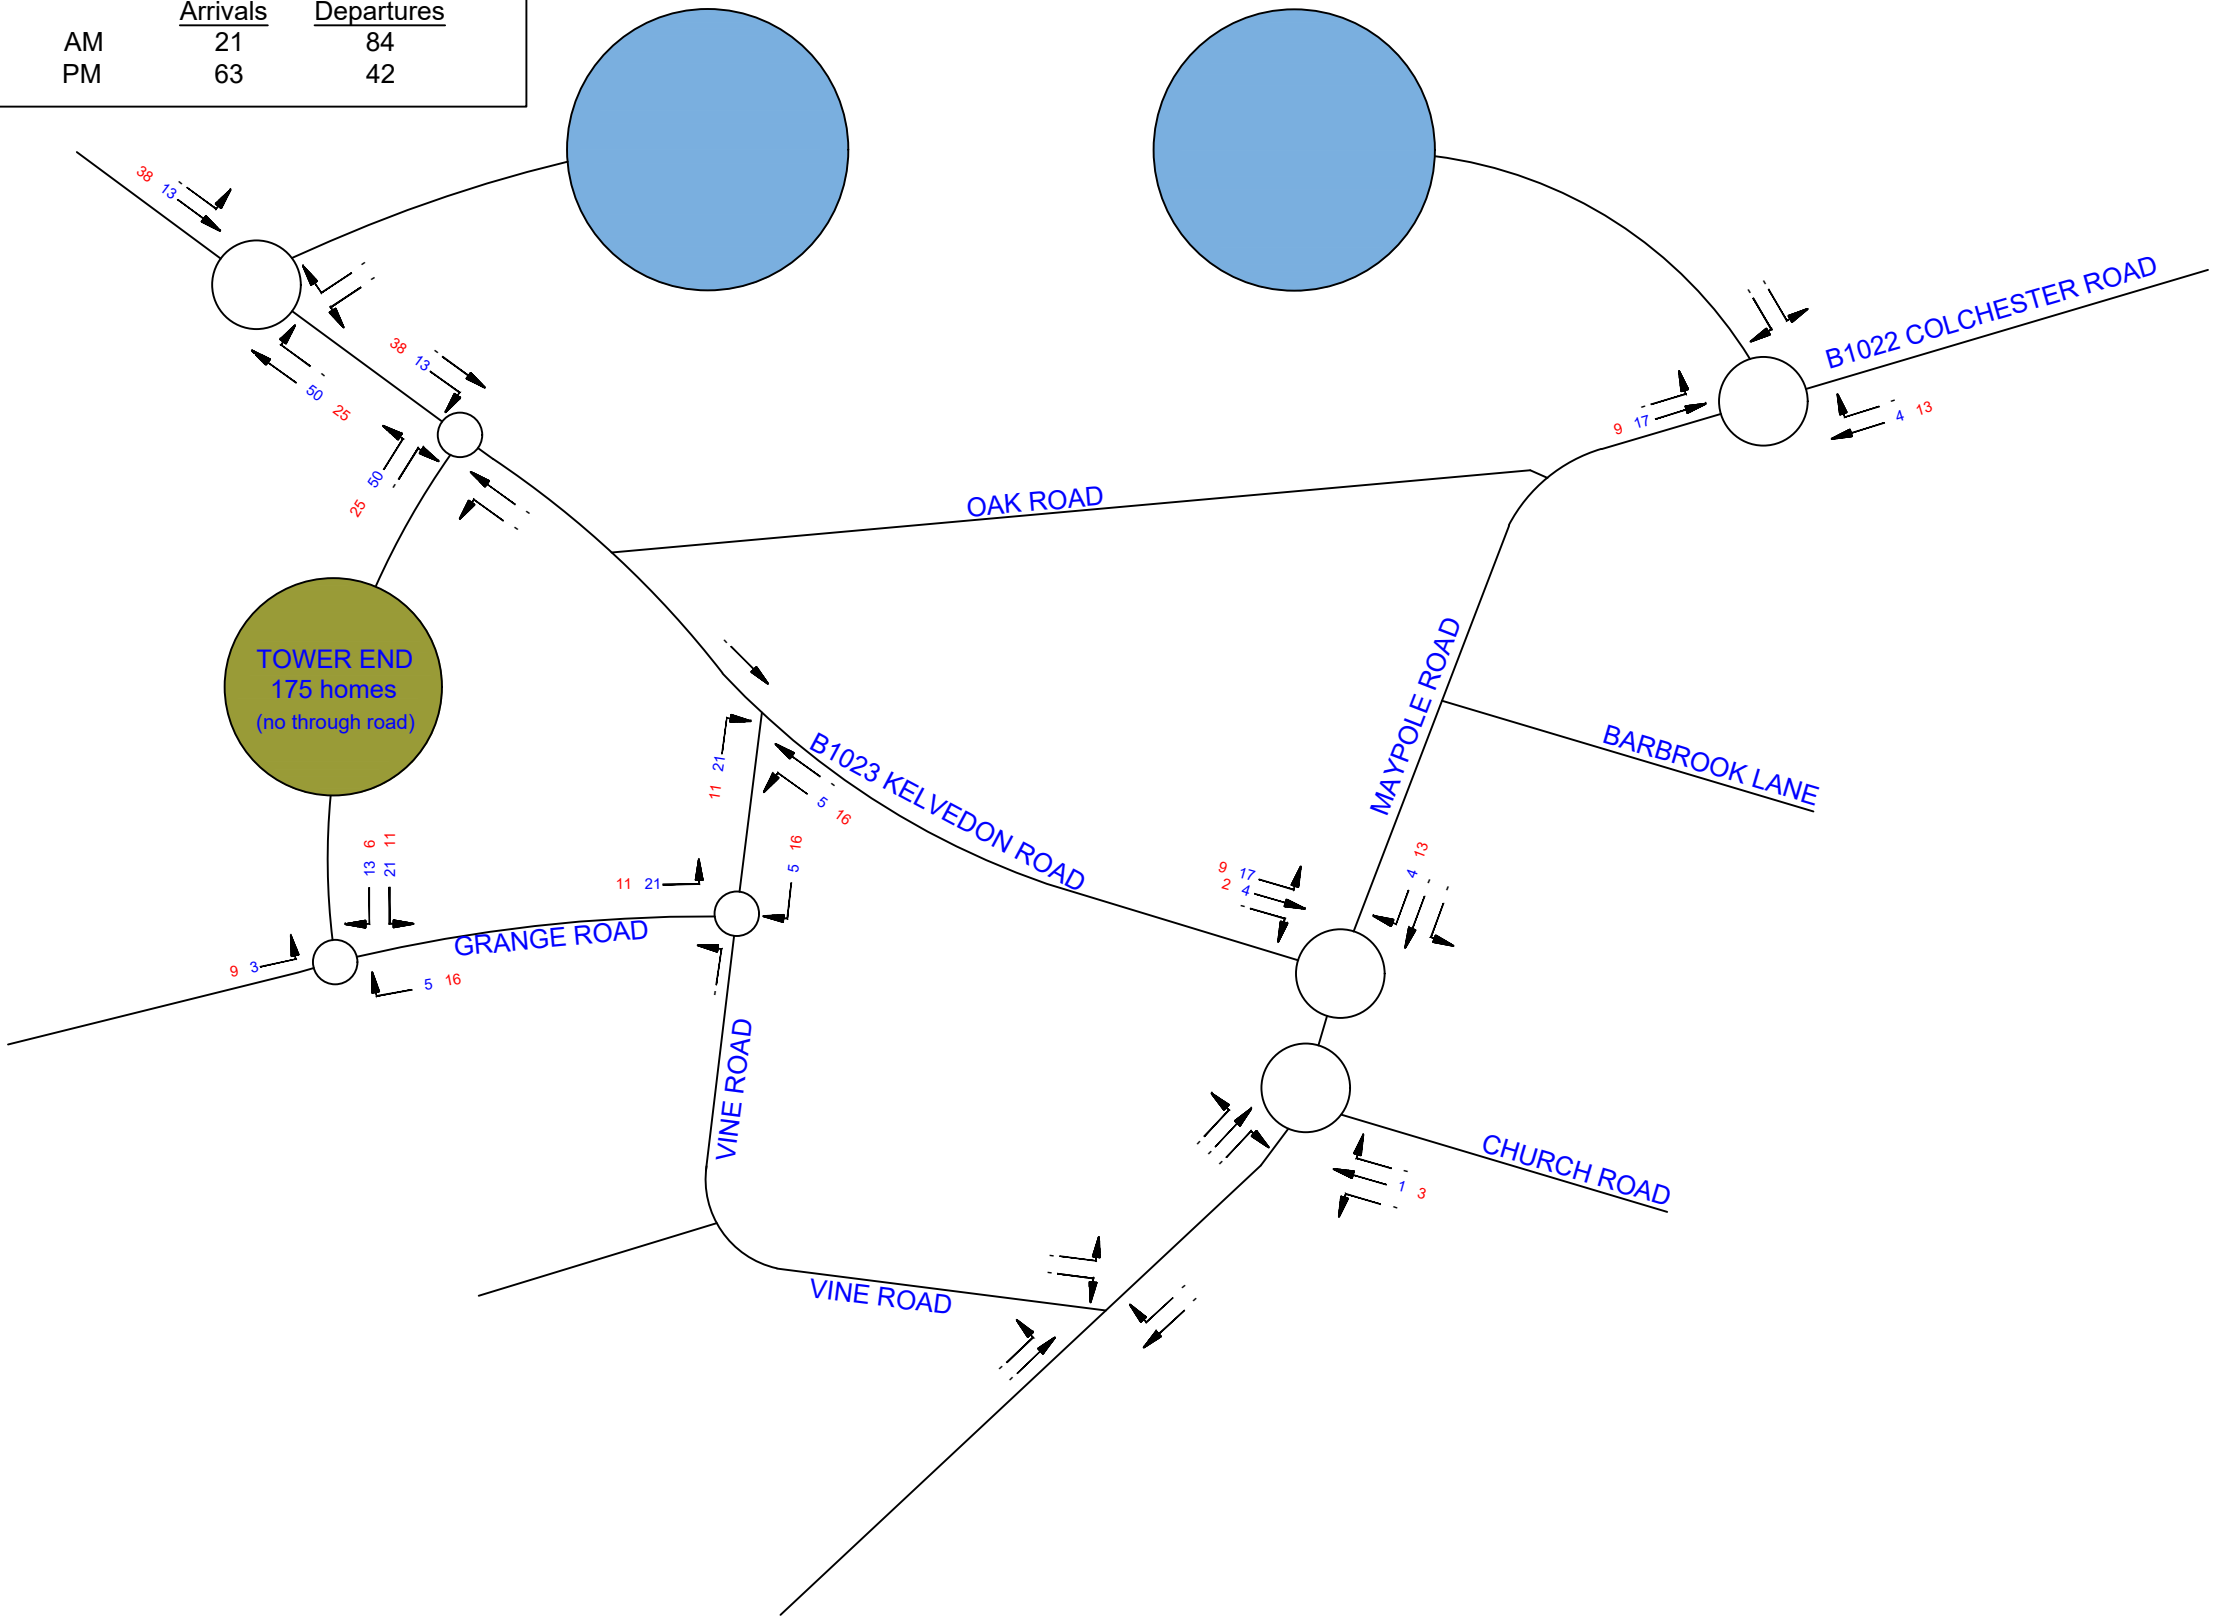 Arrivals Departures
AM 21 84
PM 63 42
38 13
50 25
38 13
25 50
B1022 COLCHESTER ROAD
9 17
4 13
OAK ROAD
TOWER END
175 homes
(no through road)
11 21
B1023 KELVEDON ROAD
5 16
MAYPOLE ROAD
BARBROOK LANE
13 6
21 11
11 21
5 16
9 17
2 4
4 13
GRANGE ROAD
9 3
5 16
VINE ROAD
CHURCH ROAD
1 3
VINE ROAD